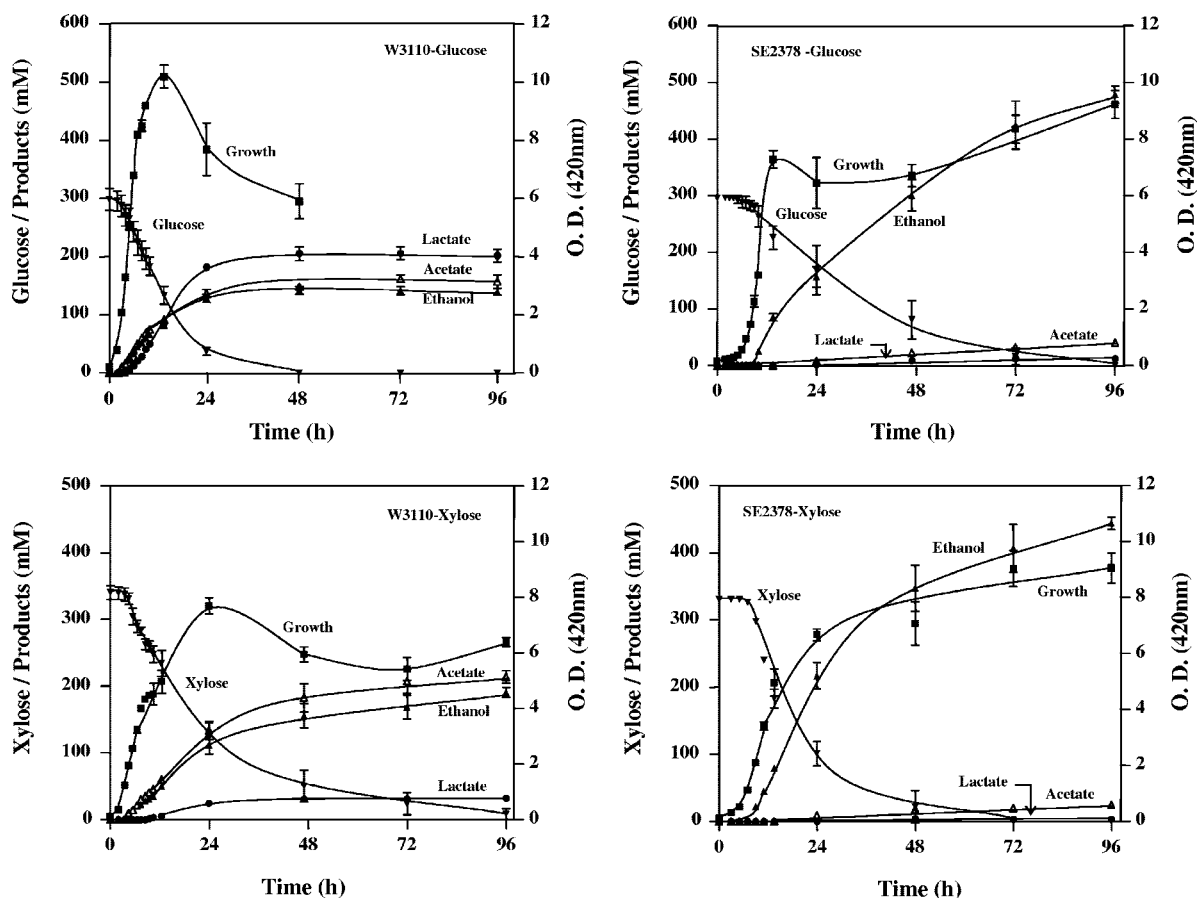 W3110-Glucose
Glucose / Products (mM)
600
500
400
300
200
100
0
12
10
8
6
4
2
0
O. D. (420nm)
Growth
Glucose
Lactate
Acetate
Ethanol
0 24 48 72 96
Time (h)
SE2378 -Glucose
Glucose / Products (mM)
600
500
400
300
200
100
0
12
10
8
6
4
2
0
O. D. (420nm)
Growth
Glucose
Ethanol
Lactate
Acetate
0 24 48 72 96
Time (h)
W3110-Xylose
Xylose / Products (mM)
500
400
300
200
100
0
12
10
8
6
4
2
0
O. D. (420nm)
Growth
Xylose
Acetate
Ethanol
Lactate
0 24 48 72 96
Time (h)
SE2378-Xylose
Xylose / Products (mM)
500
400
300
200
100
0
12
10
8
6
4
2
0
O. D. (420nm)
Ethanol
Xylose
Growth
Lactate
Acetate
0 24 48 72 96
Time (h)